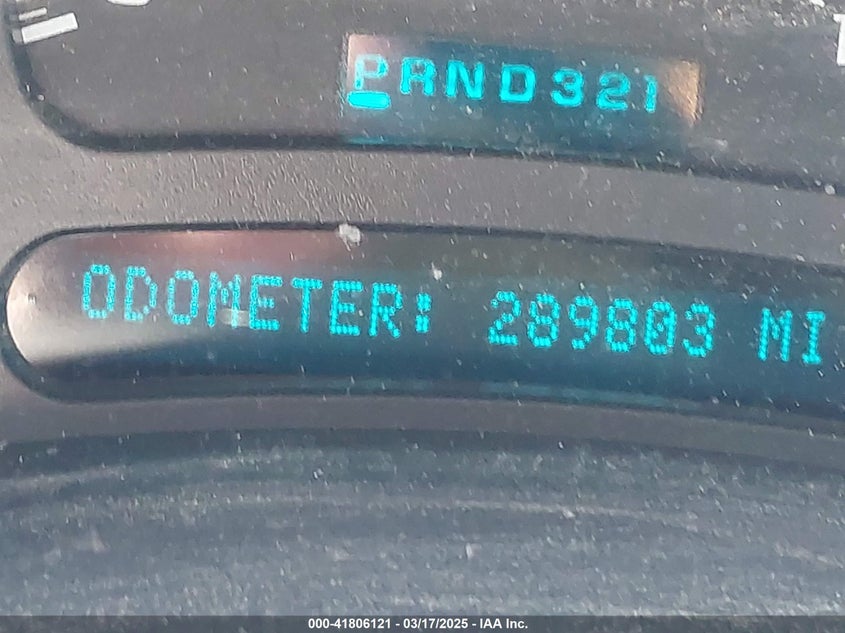 PRND321
ODOMETER: 289803 MI
000-41806121 - 03/17/2025 - IAA Inc.